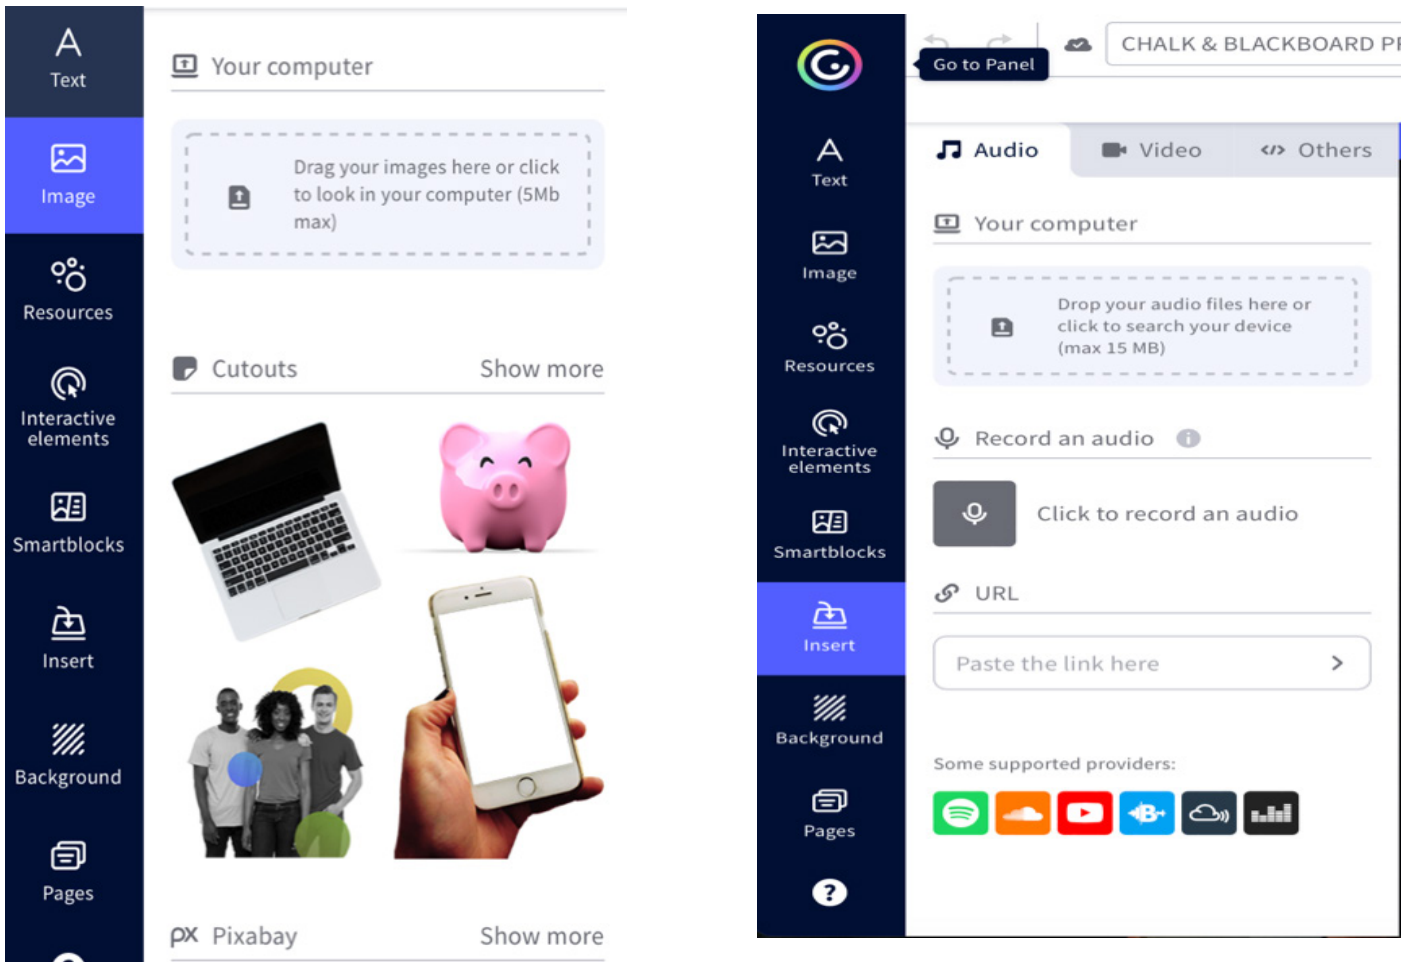 A
Text
Image
Resources
Interactive
elements
Smartblocks
Insert
Background
Pages
Your computer
Drag your images here or click
to look in your computer (5Mb
max)
Cutouts Show more
px Pixabay Show more
Go to Panel
CHALK & BLACKBOARD
A
Text
Image
Resources
Interactive
elements
Smartblocks
Insert
Background
Pages
?
Audio Video </> Others
Your computer
Drop your audio files here or
click to search your device
(max 15 MB)
Record an audio i
Click to record an audio
URL
Paste the link here >
Some supported providers:
B